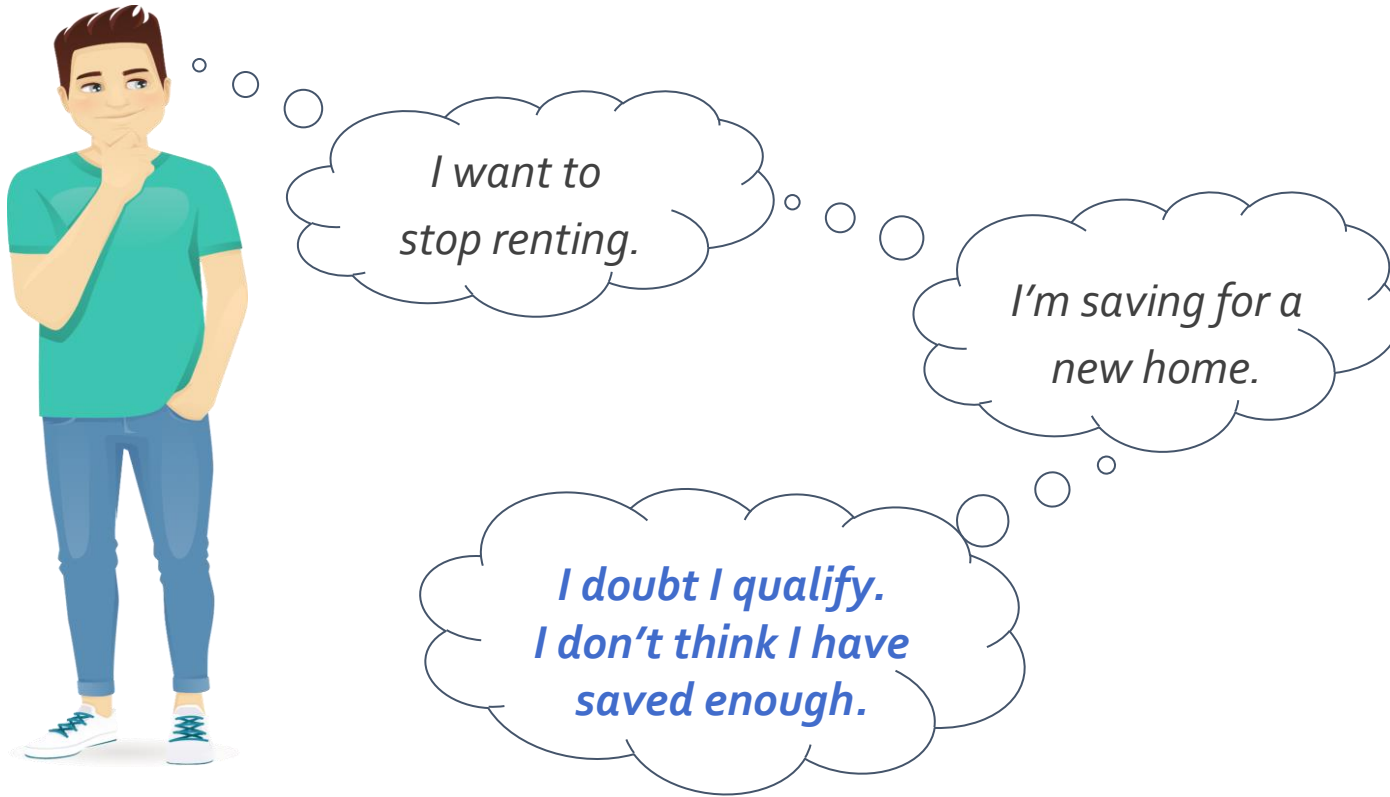 I want to
stop renting.
I’m saving for a
new home.
I doubt I qualify.
I don’t think I have
saved enough.